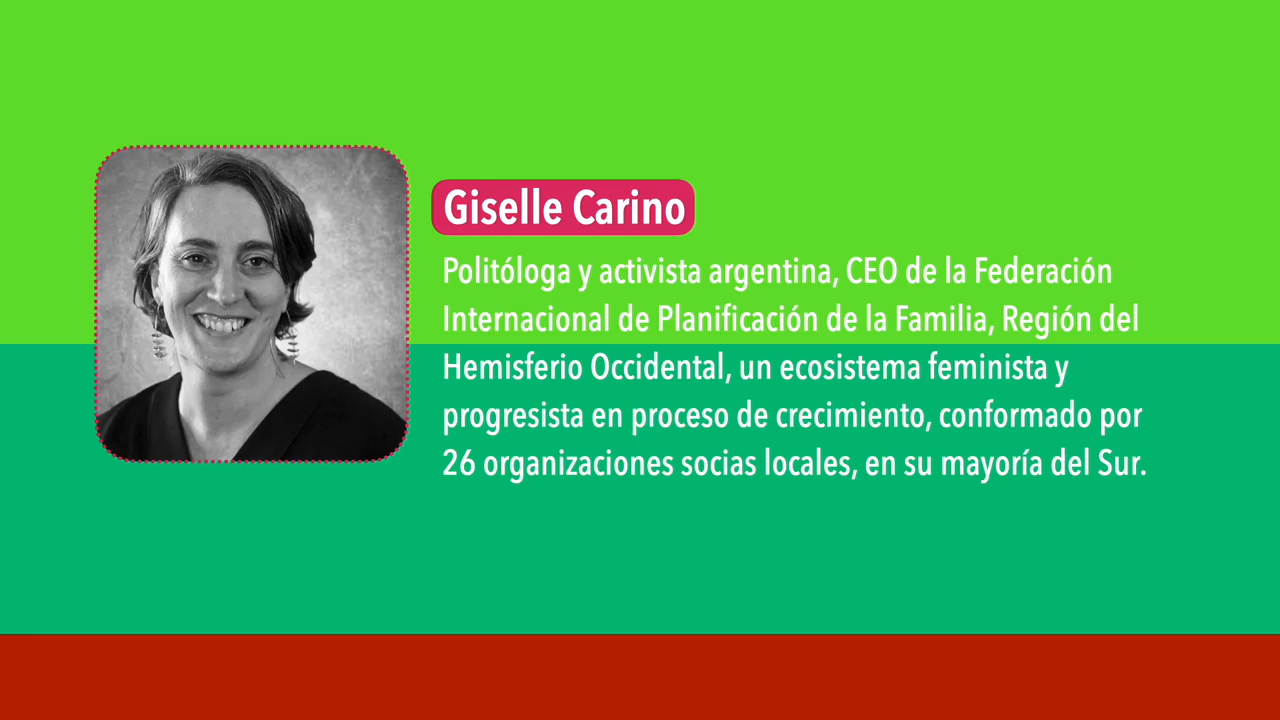 Giselle Carino
Politóloga y activista argentina, CEO de la Federación
Internacional de Planificación de la Familia, Región del
Hemisferio Occidental, un ecosistema feminista y
progresista en proceso de crecimiento, conformado por
26 organizaciones socias locales, en su mayoría del Sur.